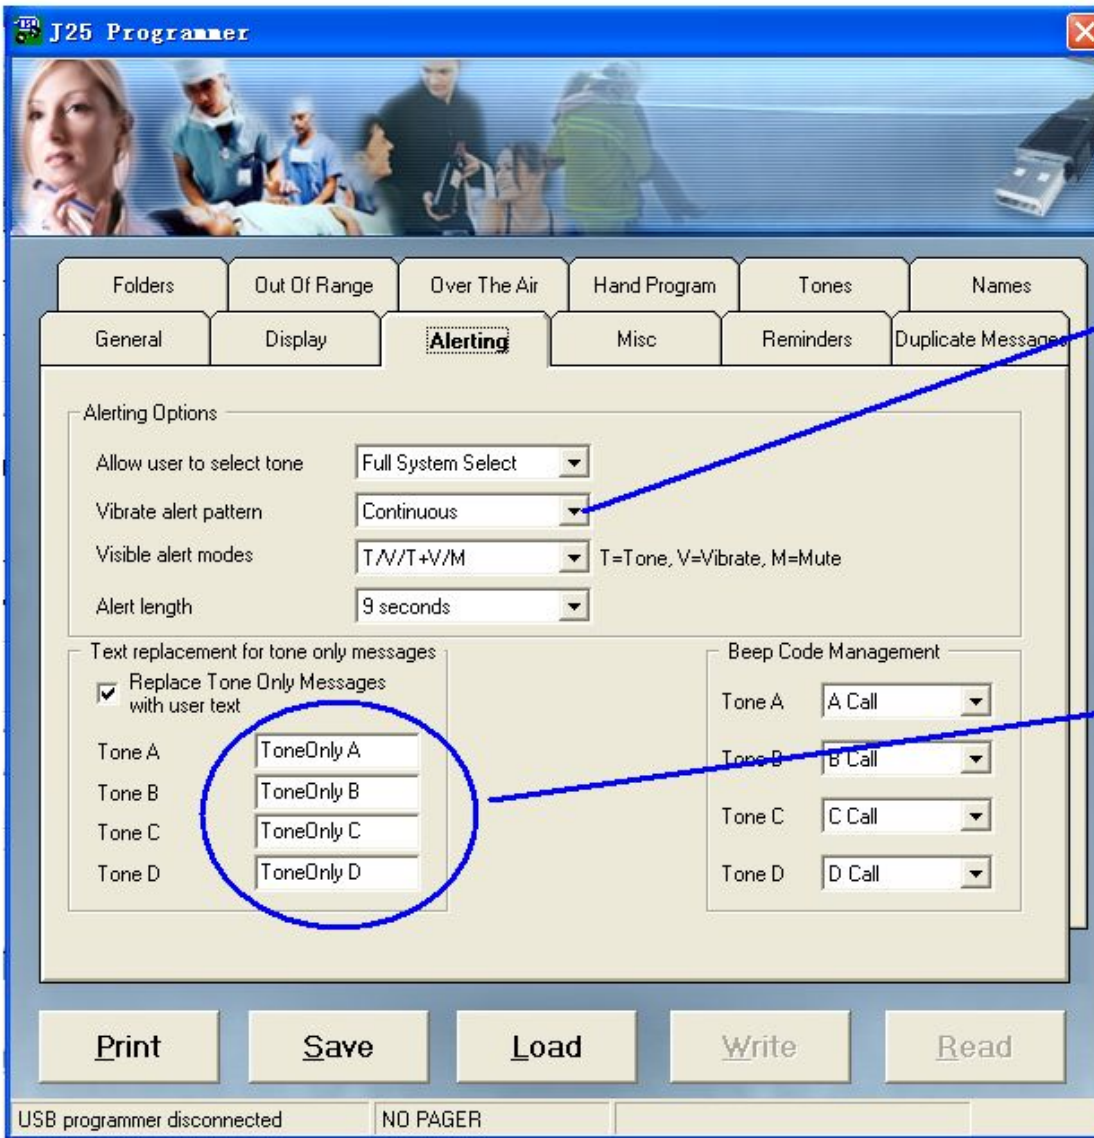 J25 Programmer
Folders Out Of Range Over The Air Hand Program Tones Names
General Display Alerting Misc Reminders Duplicate Messages
Alerting Options
Allow user to select tone Full System Select
Vibrate alert pattern Continuous
Visible alert modes T/V/T+V/M T=Tone, V=Vibrate, M=Mute
Alert length 9 seconds
Text replacement for tone only messages
Replace Tone Only Messages
with user text
Tone A ToneOnly A
Tone B ToneOnly B
Tone C ToneOnly C
Tone D ToneOnly D
Beep Code Management
Tone A A Call
Tone B B Call
Tone C C Call
Tone D D Call
Print Save Load Write Read
USB programmer disconnected NO PAGER